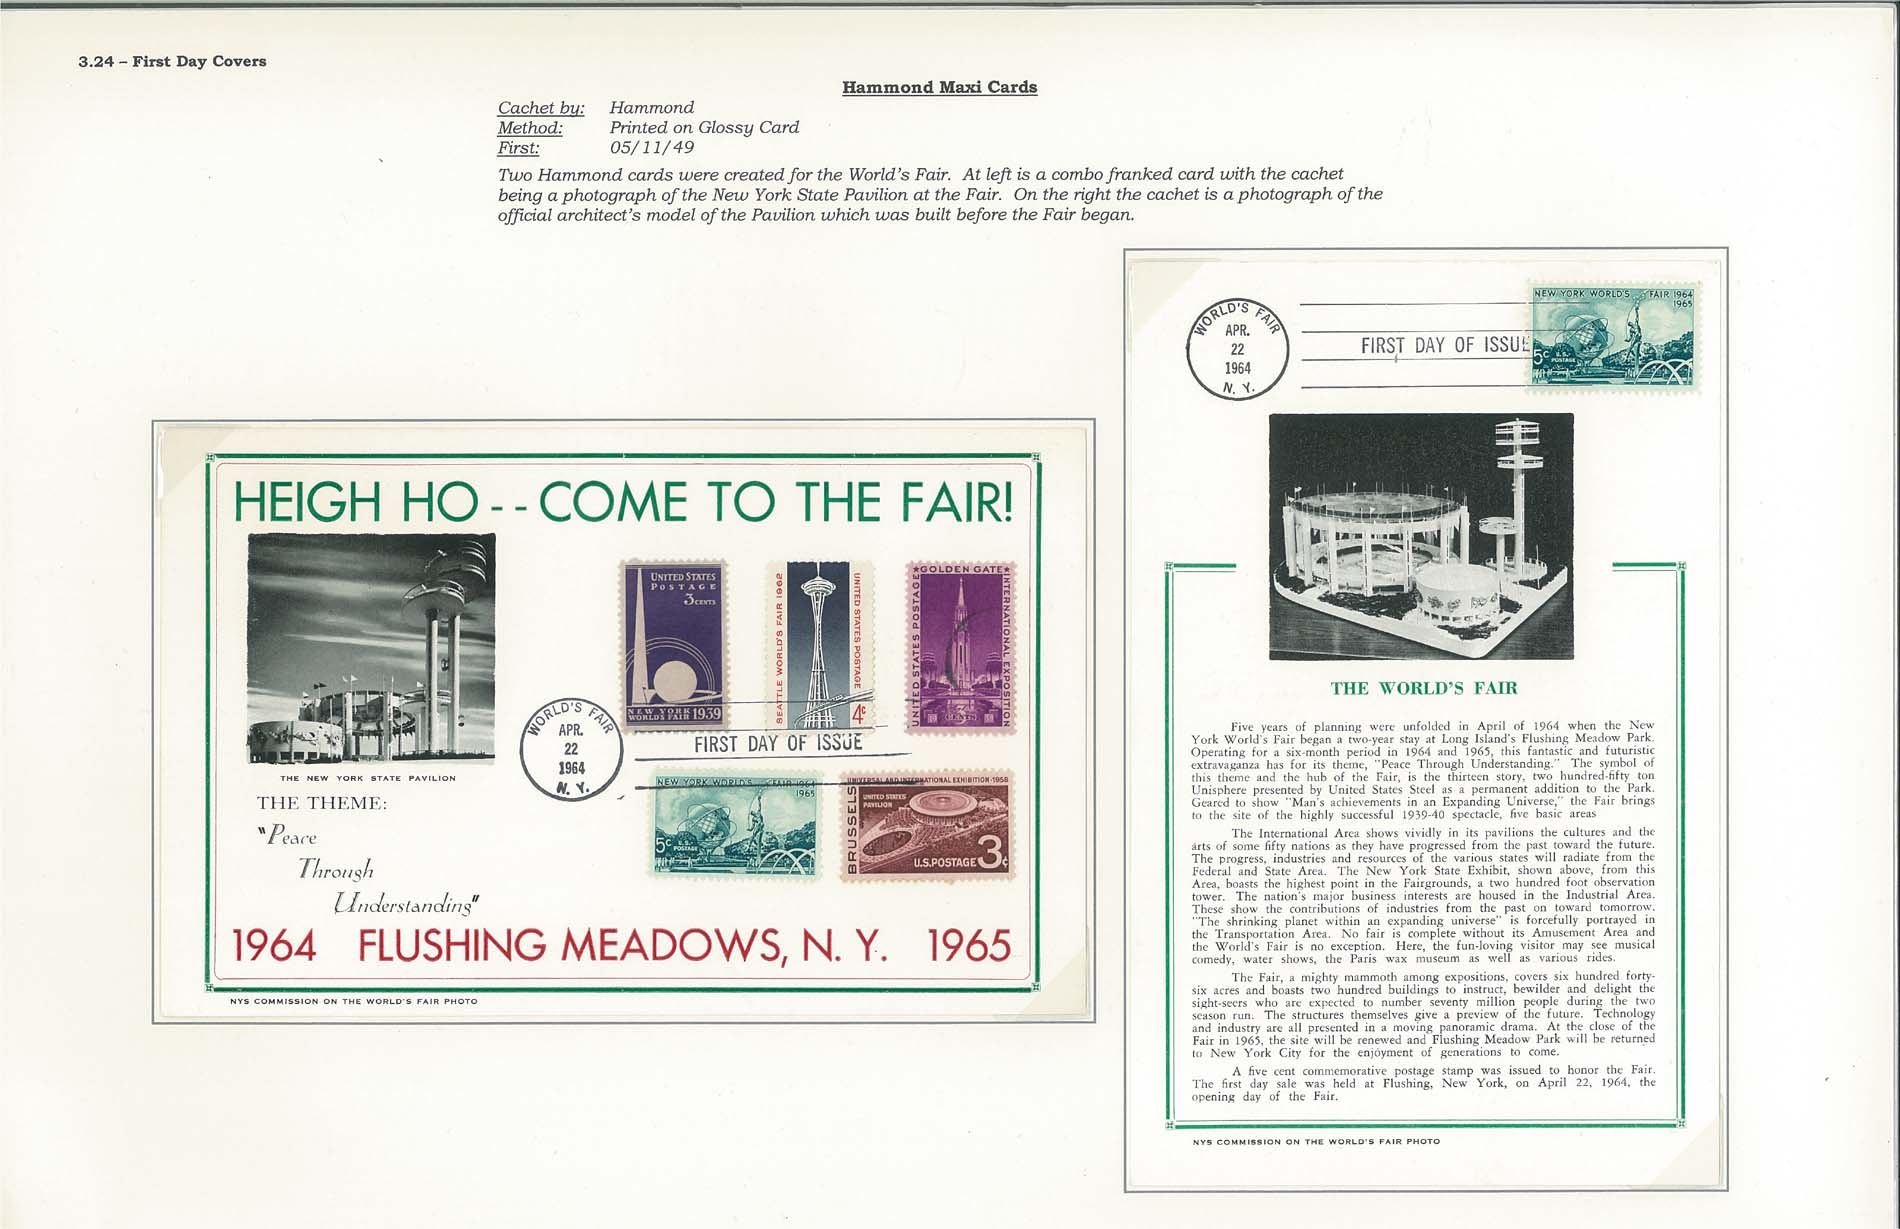 3.24 – First Day Covers
Hammond Maxi Cards
Cachet by: Hammond
Method: Printed on Glossy Card
First: 05/11/49
Two Hammond cards were created for the World's Fair. At left is a combo franked card with the cachet
being a photograph of the New York State Pavilion at the Fair. On the right the cachet is a photograph of the
official architect's model of the Pavilion which was built before the Fair began.
HEIGH HO -- COME TO THE FAIR!
THE NEW YORK STATE PAVILION
THE THEME:
"Peace
Through
Understanding"
UNITED STATES
POSTAGE
3 CENTS
NEW YORK
WORLD'S FAIR 1939
SEATTLE WORLD'S FAIR 1962
UNITED STATES POSTAGE
4¢
GOLDEN GATE
INTERNATIONAL EXPOSITION
UNITED STATES POSTAGE
3
CENTS
WORLD'S FAIR
APR.
22
1964
N. Y.
FIRST DAY OF ISSUE
NEW YORK WORLD'S FAIR 1964
1965
5c U.S.
POSTAGE
UNIVERSAL AND INTERNATIONAL EXHIBITION·1958
UNITED STATES
PAVILION
BRUSSELS
U.S.POSTAGE 3¢
1964 FLUSHING MEADOWS, N. Y. 1965
NYS COMMISSION ON THE WORLD'S FAIR PHOTO
WORLD'S FAIR
APR.
22
1964
N. Y.
FIRST DAY OF ISSUE
NEW YORK WORLD'S FAIR 1964
1965
5c U.S.
POSTAGE
THE WORLD'S FAIR
Five years of planning were unfolded in April of 1964 when the New
York World's Fair began a two-year stay at Long Island's Flushing Meadow Park.
Operating for a six-month period in 1964 and 1965, this fantastic and futuristic
extravaganza has for its theme, "Peace Through Understanding." The symbol of
this theme and the hub of the Fair, is the thirteen story, two hundred-fifty ton
Unisphere presented by United States Steel as a permanent addition to the Park.
Geared to show "Man's achievements in an Expanding Universe," the Fair brings
to the site of the highly successful 1939-40 spectacle, five basic areas
The International Area shows vividly in its pavilions the cultures and the
arts of some fifty nations as they have progressed from the past toward the future.
The progress, industries and resources of the various states will radiate from the
Federal and State Area. The New York State Exhibit, shown above, from this
Area, boasts the highest point in the Fairgrounds, a two hundred foot observation
tower. The nation's major business interests are housed in the Industrial Area.
These show the contributions of industries from the past on toward tomorrow.
"The shrinking planet within an expanding universe" is forcefully portrayed in
the Transportation Area. No fair is complete without its Amusement Area and
the World's Fair is no exception. Here, the fun-loving visitor may see musical
comedy, water shows, the Paris wax museum as well as various rides.
The Fair, a mighty mammoth among expositions, covers six hundred forty-
six acres and boasts two hundred buildings to instruct, bewilder and delight the
sight-seers who are expected to number seventy million people during the two
season run. The structures themselves give a preview of the future. Technology
and industry are all presented in a moving panoramic drama. At the close of the
Fair in 1965, the site will be renewed and Flushing Meadow Park will be returned
to New York City for the enjoyment of generations to come.
A five cent commemorative postage stamp was issued to honor the Fair.
The first day sale was held at Flushing, New York, on April 22, 1964, the
opening day of the Fair.
NYS COMMISSION ON THE WORLD'S FAIR PHOTO